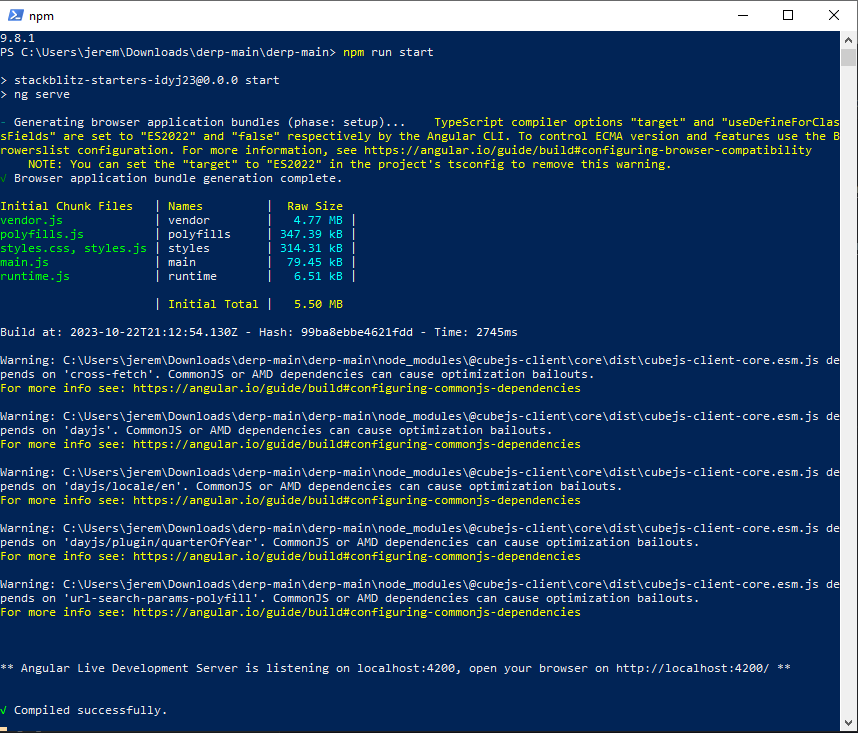 npm
9.8.1
PS C:\Users\jerem\Downloads\derp-main\derp-main> npm run start
> stackblitz-starters-idyj23@0.0.0 start
> ng serve
- Generating browser application bundles (phase: setup)...    TypeScript compiler options "target" and "useDefineForClas
sFields" are set to "ES2022" and "false" respectively by the Angular CLI. To control ECMA version and features use the B
rowerslist configuration. For more information, see https://angular.io/guide/build#configuring-browser-compatibility
    NOTE: You can set the "target" to "ES2022" in the project's tsconfig to remove this warning.
√ Browser application bundle generation complete.
Initial Chunk Files   | Names         |  Raw Size
vendor.js             | vendor        |   4.77 MB |
polyfills.js          | polyfills     | 347.39 kB |
styles.css, styles.js | styles        | 314.31 kB |
main.js               | main          |  79.45 kB |
runtime.js            | runtime       |   6.51 kB |
                      | Initial Total |   5.50 MB
Build at: 2023-10-22T21:12:54.130Z - Hash: 99ba8ebbe4621fdd - Time: 2745ms
Warning: C:\Users\jerem\Downloads\derp-main\derp-main\node_modules\@cubejs-client\core\dist\cubejs-client-core.esm.js de
pends on 'cross-fetch'. CommonJS or AMD dependencies can cause optimization bailouts.
For more info see: https://angular.io/guide/build#configuring-commonjs-dependencies
Warning: C:\Users\jerem\Downloads\derp-main\derp-main\node_modules\@cubejs-client\core\dist\cubejs-client-core.esm.js de
pends on 'dayjs'. CommonJS or AMD dependencies can cause optimization bailouts.
For more info see: https://angular.io/guide/build#configuring-commonjs-dependencies
Warning: C:\Users\jerem\Downloads\derp-main\derp-main\node_modules\@cubejs-client\core\dist\cubejs-client-core.esm.js de
pends on 'dayjs/locale/en'. CommonJS or AMD dependencies can cause optimization bailouts.
For more info see: https://angular.io/guide/build#configuring-commonjs-dependencies
Warning: C:\Users\jerem\Downloads\derp-main\derp-main\node_modules\@cubejs-client\core\dist\cubejs-client-core.esm.js de
pends on 'dayjs/plugin/quarterOfYear'. CommonJS or AMD dependencies can cause optimization bailouts.
For more info see: https://angular.io/guide/build#configuring-commonjs-dependencies
Warning: C:\Users\jerem\Downloads\derp-main\derp-main\node_modules\@cubejs-client\core\dist\cubejs-client-core.esm.js de
pends on 'url-search-params-polyfill'. CommonJS or AMD dependencies can cause optimization bailouts.
For more info see: https://angular.io/guide/build#configuring-commonjs-dependencies
** Angular Live Development Server is listening on localhost:4200, open your browser on http://localhost:4200/ **
√ Compiled successfully.